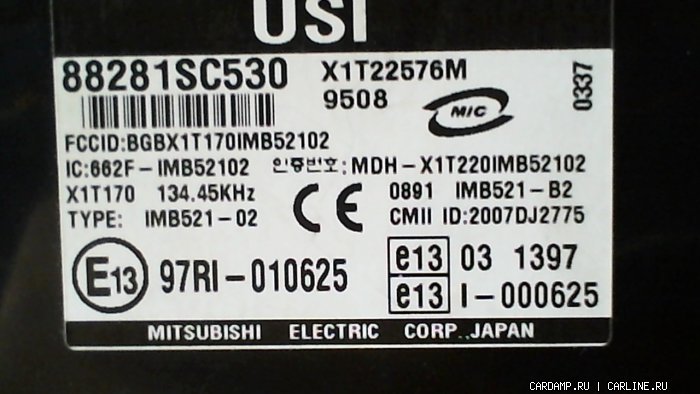 USI
88281SC530 X1T22576M
9508 MIC 0337
FCCID:BGBX1T170IMB52102
IC:662F-IMB52102 인증번호:MDH-X1T220IMB52102
X1T170 134.45KHz CE 0891 IMB521-B2
TYPE: IMB521-02 CMII ID:2007DJ2775
E13 97RI-010625 e13 03 1397
e13 I-000625
MITSUBISHI ELECTRIC CORP.,JAPAN
CARDAMP.RU | CARLINE.RU